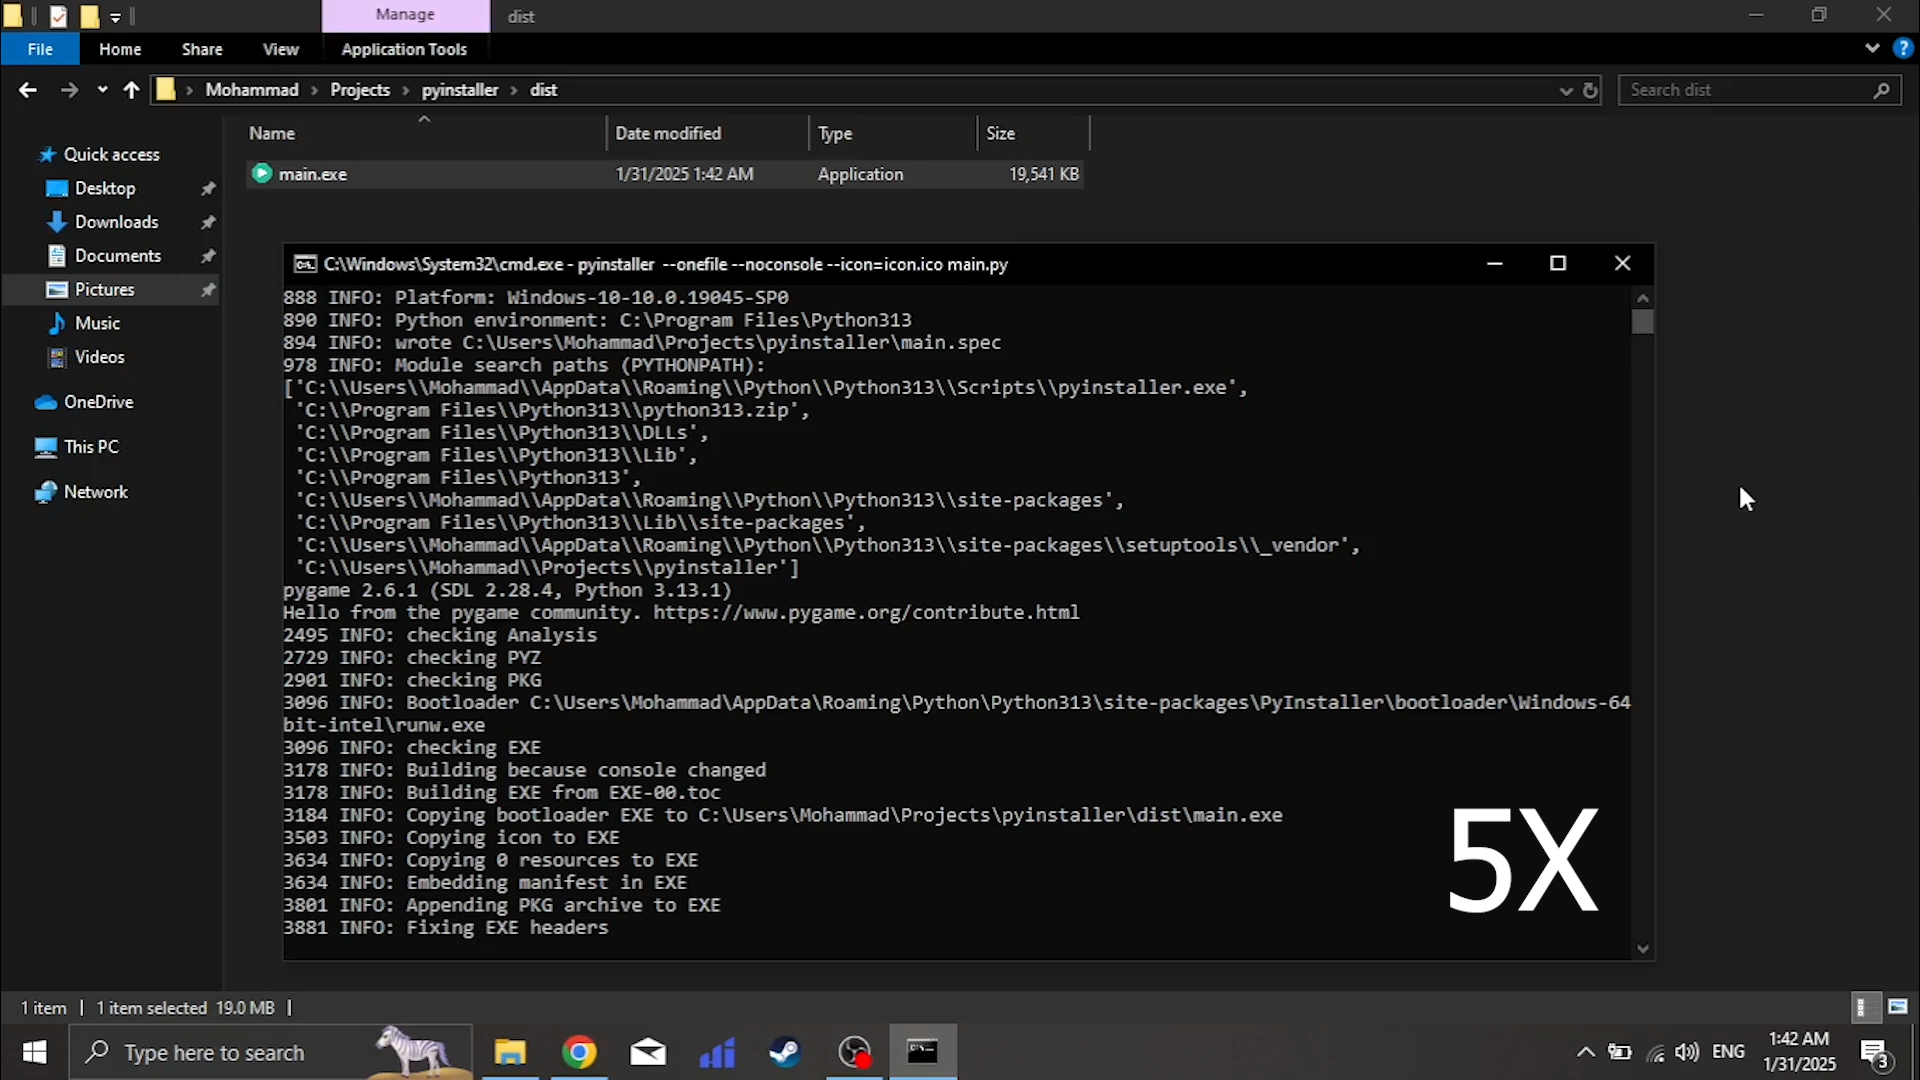 Manage
dist
File
Home
Share
View
Application Tools
Mohammad
Projects
pyinstaller
dist
Search dist
Name
Date modified
Type
Size
main.exe
1/31/2025 1:42 AM
Application
19,541 KB
Quick access
Desktop
Downloads
Documents
Pictures
Music
Videos
OneDrive
This PC
Network
C:\Windows\System32\cmd.exe - pyinstaller --onefile --noconsole --icon=icon.ico main.py
888 INFO: Platform: Windows-10-10.0.19045-SP0
890 INFO: Python environment: C:\Program Files\Python313
894 INFO: wrote C:\Users\Mohammad\Projects\pyinstaller\main.spec
978 INFO: Module search paths (PYTHONPATH):
['C:\\Users\\Mohammad\\AppData\\Roaming\\Python\\Python313\\Scripts\\pyinstaller.exe',
'C:\\Program Files\\Python313\\python313.zip',
'C:\\Program Files\\Python313\\DLLs',
'C:\\Program Files\\Python313\\Lib',
'C:\\Program Files\\Python313',
'C:\\Users\\Mohammad\\AppData\\Roaming\\Python\\Python313\\site-packages',
'C:\\Program Files\\Python313\\Lib\\site-packages',
'C:\\Users\\Mohammad\\AppData\\Roaming\\Python\\Python313\\site-packages\\setuptools\\_vendor',
'C:\\Users\\Mohammad\\Projects\\pyinstaller']
pygame 2.6.1 (SDL 2.28.4, Python 3.13.1)
Hello from the pygame community. https://www.pygame.org/contribute.html
2495 INFO: checking Analysis
2729 INFO: checking PYZ
2901 INFO: checking PKG
3096 INFO: Bootloader C:\Users\Mohammad\AppData\Roaming\Python\Python313\site-packages\PyInstaller\bootloader\Windows-64
bit-intel\runw.exe
3096 INFO: checking EXE
3178 INFO: Building because console changed
3178 INFO: Building EXE from EXE-00.toc
3184 INFO: Copying bootloader EXE to C:\Users\Mohammad\Projects\pyinstaller\dist\main.exe
3503 INFO: Copying icon to EXE
3634 INFO: Copying 0 resources to EXE
3634 INFO: Embedding manifest in EXE
3801 INFO: Appending PKG archive to EXE
3881 INFO: Fixing EXE headers
5X
1 item
1 item selected 19.0 MB
Type here to search
ENG
1:42 AM
1/31/2025
3